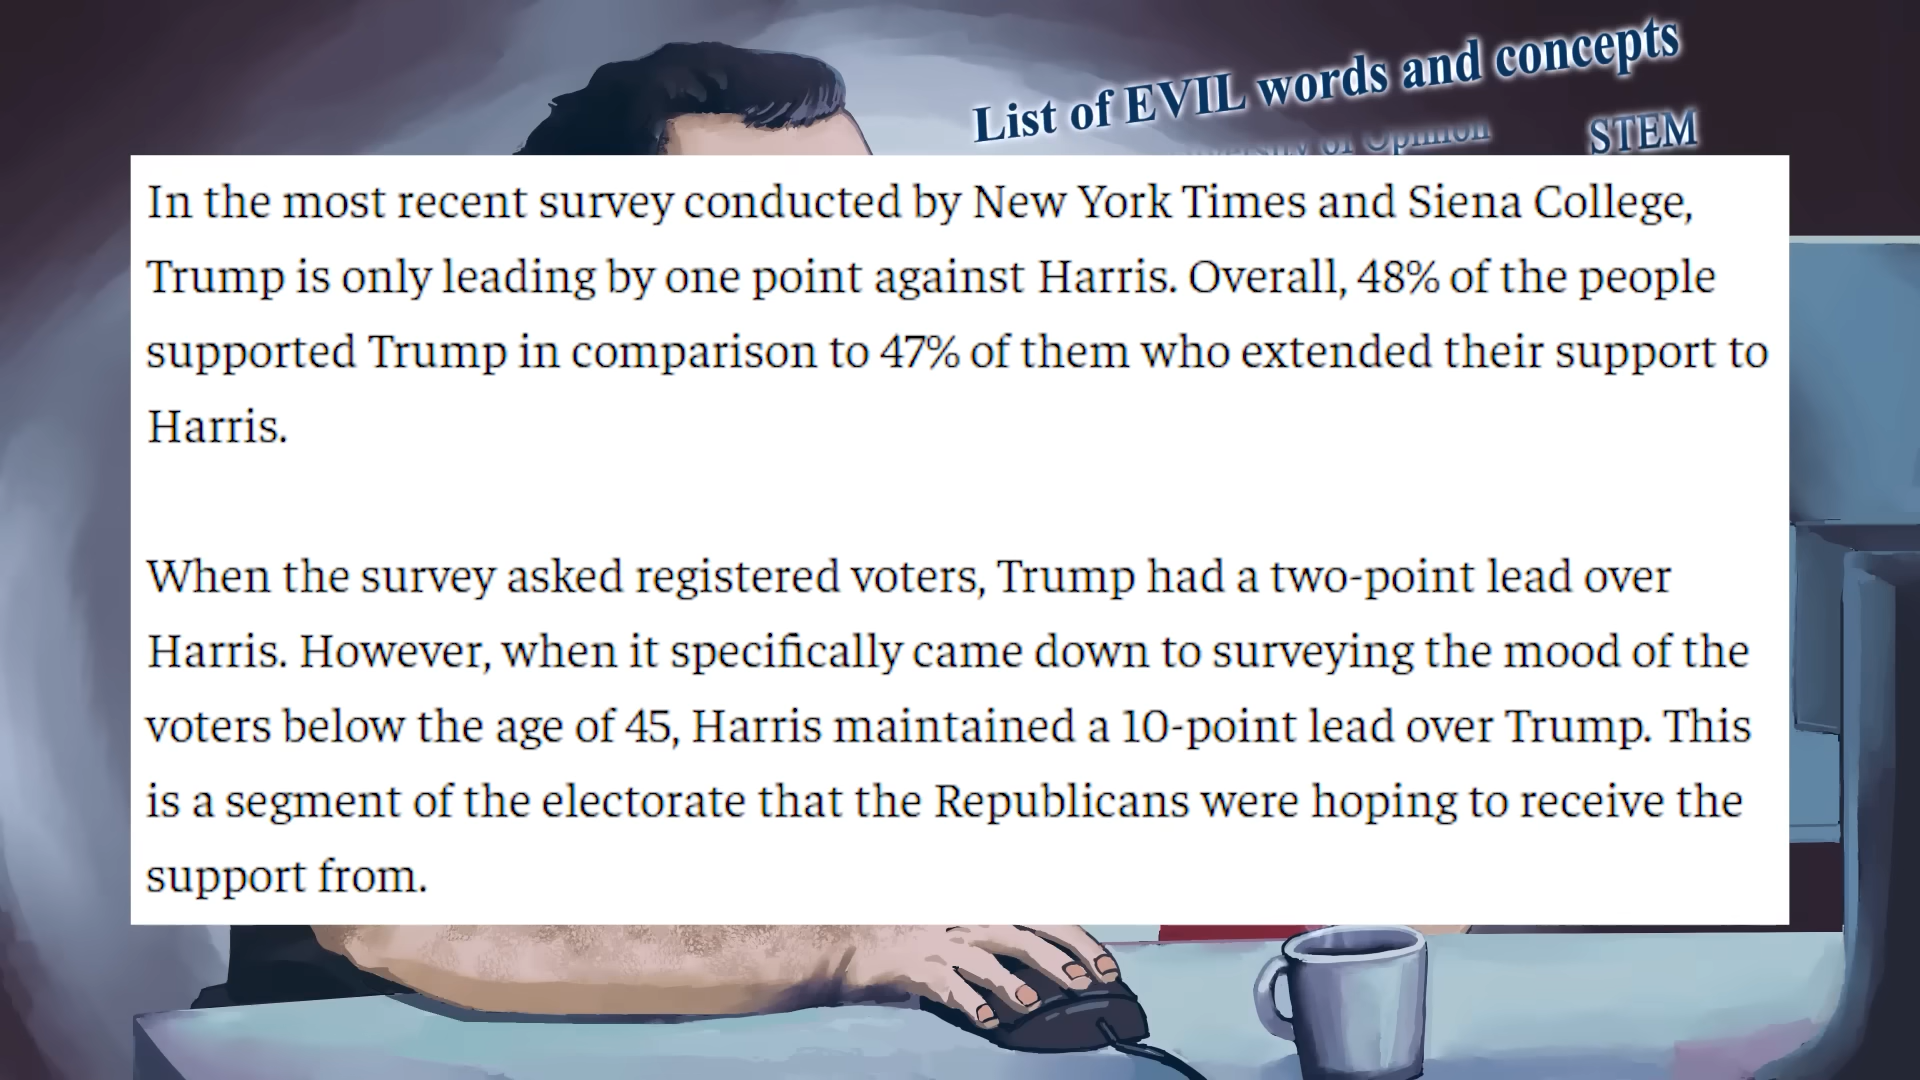 List of EVIL words and concepts
of Opinion
STEM
In the most recent survey conducted by New York Times and Siena College,
Trump is only leading by one point against Harris. Overall, 48% of the people
supported Trump in comparison to 47% of them who extended their support to
Harris.
When the survey asked registered voters, Trump had a two-point lead over
Harris. However, when it specifically came down to surveying the mood of the
voters below the age of 45, Harris maintained a 10-point lead over Trump. This
is a segment of the electorate that the Republicans were hoping to receive the
support from.